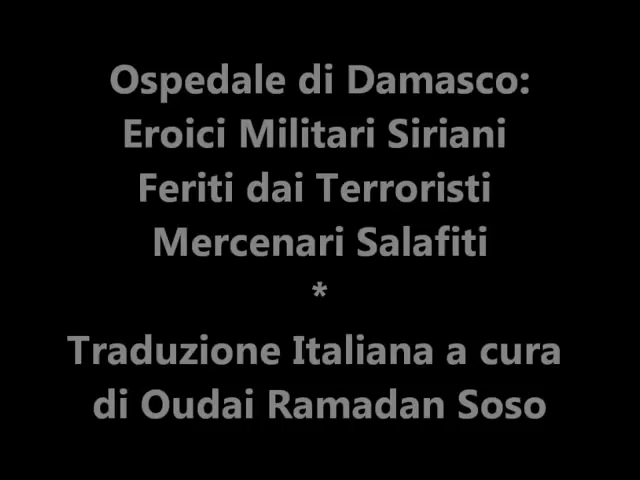 Ospedale di Damasco:
Eroici Militari Siriani
Feriti dai Terroristi
Mercenari Salafiti
*
Traduzione Italiana a cura
di Oudai Ramadan Soso